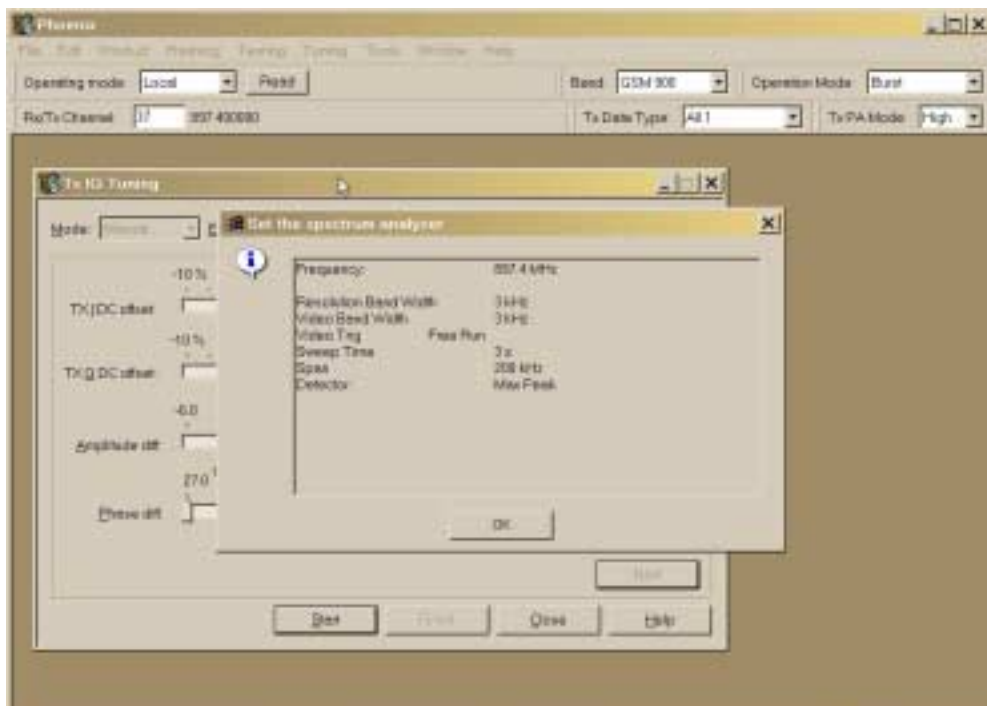 Phoenix
File Edit Product Tuning Tools Window Help
Operating mode: Local Read
Band GSM 900
Operation Mode Burst
Rx/Tx Channel 37 897.400000
Tx Data Type All 1
Tx PA Mode High
Tx IQ Tuning
Mode:
Set the spectrum analyser
Frequency: 897.4 MHz
Resolution Band Width 3 kHz
Video Band Width 3 kHz
Video Trig Free Run
Sweep Time 3 s
Span 200 kHz
Detector Max Peak
OK
-10 %
TX I DC offset
-10 %
TX Q DC offset
-6.0
Amplitude diff
27.0
Phase diff
Next
Start Close Help